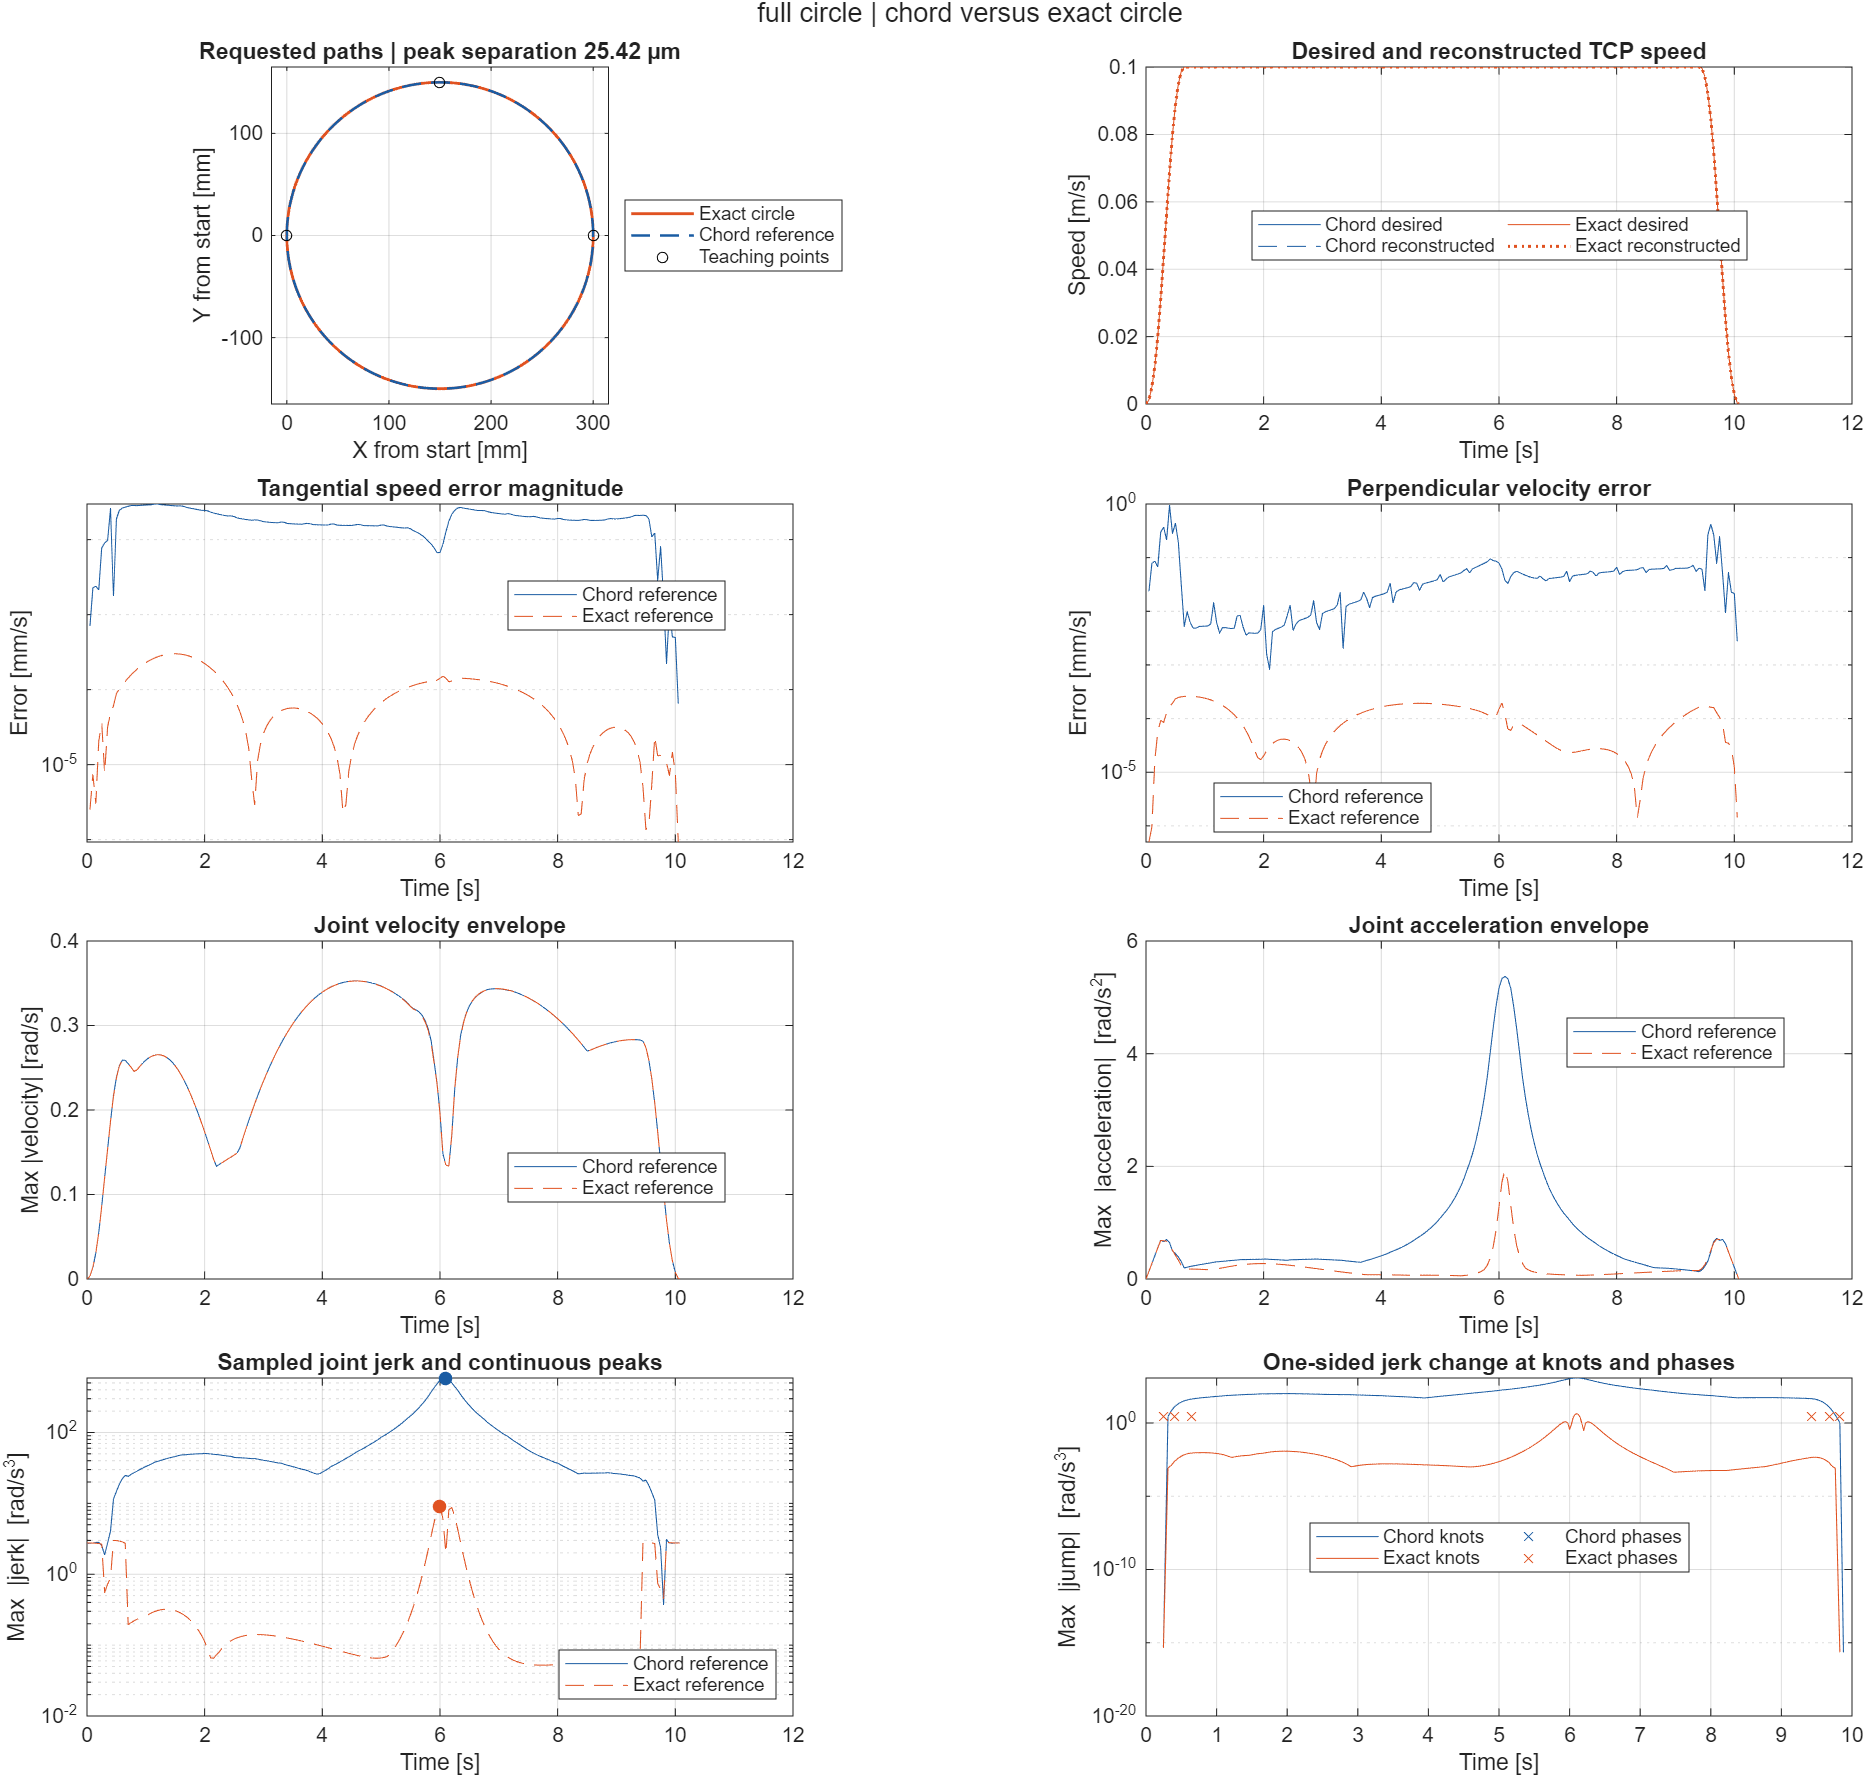 full circle | chord versus exact circle
Requested paths | peak separation 25.42 µm
Y from start [mm]
100
0
-100
0 100 200 300
X from start [mm]
Exact circle
Chord reference
Teaching points
Desired and reconstructed TCP speed
Speed [m/s]
0.1
0.08
0.06
0.04
0.02
0
0 2 4 6 8 10 12
Time [s]
Chord desired
Chord reconstructed
Exact desired
Exact reconstructed
Tangential speed error magnitude
Error [mm/s]
10-5
0 2 4 6 8 10 12
Time [s]
Chord reference
Exact reference
Perpendicular velocity error
Error [mm/s]
100
10-5
0 2 4 6 8 10 12
Time [s]
Chord reference
Exact reference
Joint velocity envelope
Max |velocity| [rad/s]
0.4
0.3
0.2
0.1
0
0 2 4 6 8 10 12
Time [s]
Chord reference
Exact reference
Joint acceleration envelope
Max |acceleration| [rad/s2]
6
4
2
0
0 2 4 6 8 10 12
Time [s]
Chord reference
Exact reference
Sampled joint jerk and continuous peaks
Max |jerk| [rad/s3]
102
100
10-2
0 2 4 6 8 10 12
Time [s]
Chord reference
Exact reference
One-sided jerk change at knots and phases
Max |jump| [rad/s3]
100
10-10
10-20
0 1 2 3 4 5 6 7 8 9 10
Time [s]
Chord knots
Exact knots
Chord phases
Exact phases